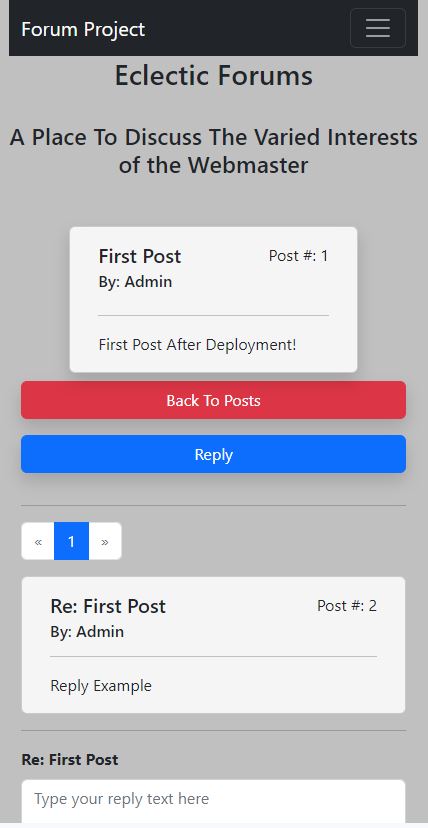 Forum Project
Eclectic Forums
A Place To Discuss The Varied Interests
of the Webmaster
First Post
Post #: 1
By: Admin
First Post After Deployment!
Back To Posts
Reply
« 1 »
Re: First Post
Post #: 2
By: Admin
Reply Example
Re: First Post
Type your reply text here